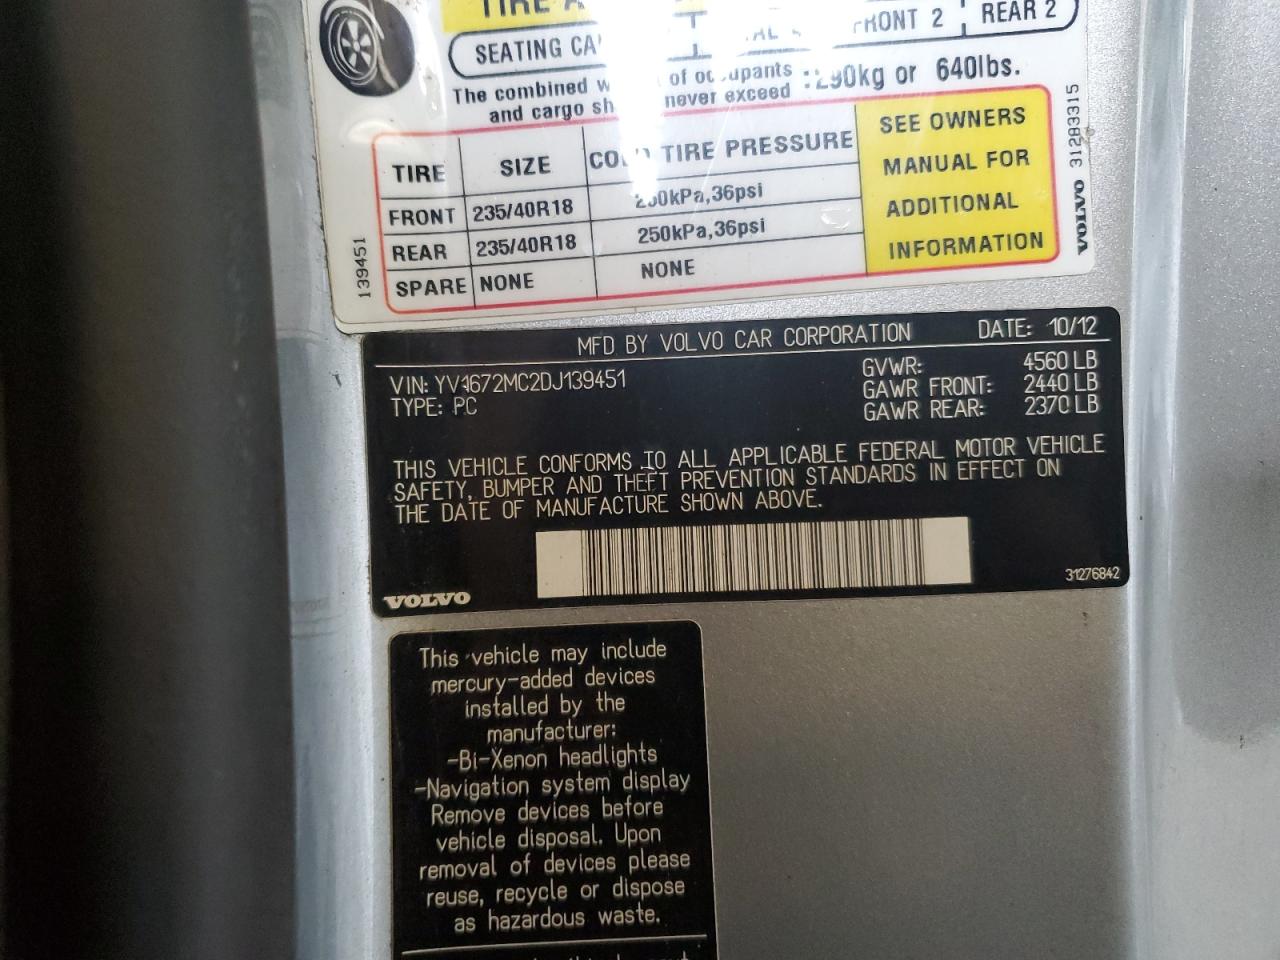 TIRE A
SEATING CA FRONT 2 REAR 2
The combined of occupants 290kg or 640lbs.
and cargo never exceed
TIRE SIZE COLD TIRE PRESSURE
FRONT 235/40R18 250kPa,36psi
REAR 235/40R18 250kPa,36psi
SPARE NONE NONE
SEE OWNERS
MANUAL FOR
ADDITIONAL
INFORMATION
139451
31283315
VOLVO
MFD BY VOLVO CAR CORPORATION DATE: 10/12
VIN: YV1672MC2DJ139451
TYPE: PC
GVWR: 4560 LB
GAWR FRONT: 2440 LB
GAWR REAR: 2370 LB
THIS VEHICLE CONFORMS TO ALL APPLICABLE FEDERAL MOTOR VEHICLE
SAFETY, BUMPER AND THEFT PREVENTION STANDARDS IN EFFECT ON
THE DATE OF MANUFACTURE SHOWN ABOVE.
VOLVO
31276842
This vehicle may include
mercury-added devices
installed by the
manufacturer:
-Bi-Xenon headlights
-Navigation system display
Remove devices before
vehicle disposal. Upon
removal of devices please
reuse, recycle or dispose
as hazardous waste.